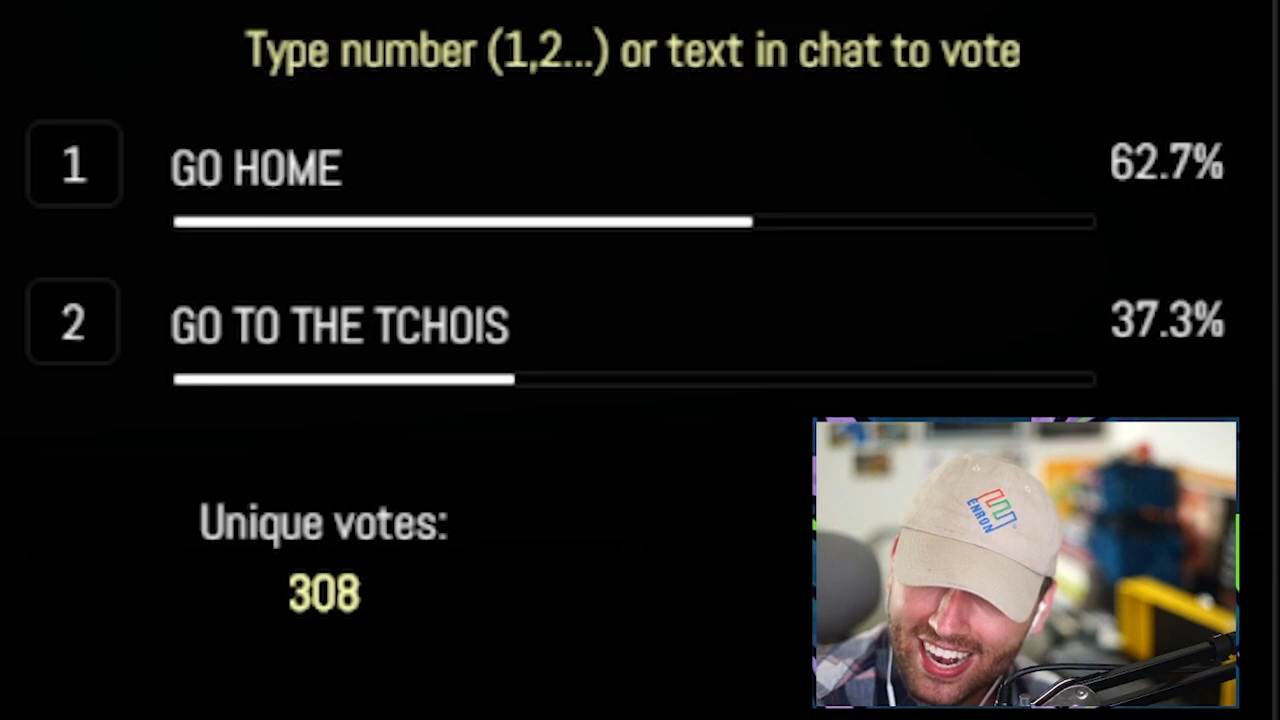 Type number (1,2...) or text in chat to vote
1 GO HOME 62.7%
2 GO TO THE TCHOIS 37.3%
Unique votes:
308
ENRON